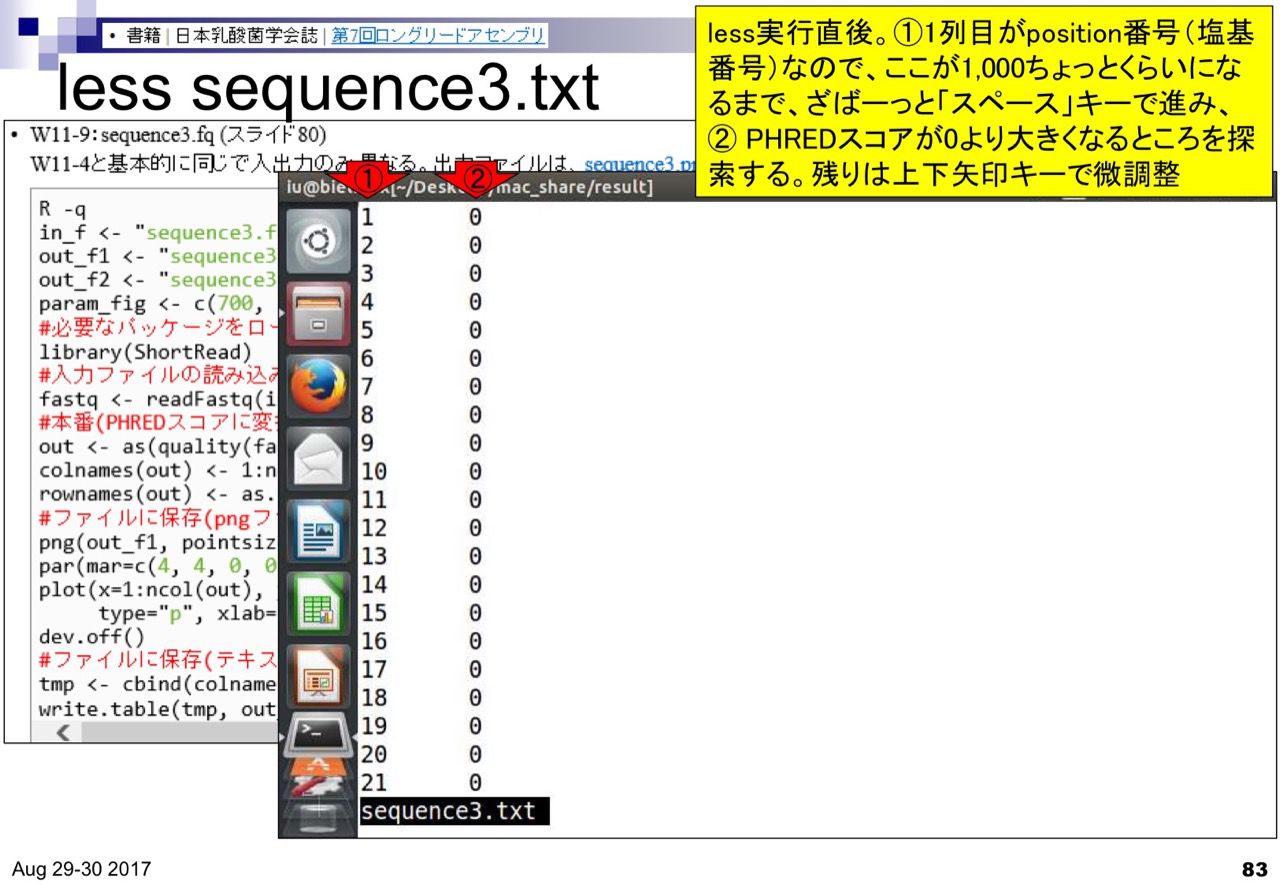 • 書籍 | 日本乳酸菌学会誌 | 第7回ロングリードアセンブリ
less sequence3.txt
less実行直後。①1列目がposition番号(塩基
番号)なので、ここが1,000ちょっとくらいにな
るまで、ざばーっと「スペース」キーで進み、
② PHREDスコアが0より大きくなるところを探
索する。残りは上下矢印キーで微調整
• W11-9: sequence3.fq (スライド80)
W11-4と基本的に同じで入出力のみ異なる。出力ファイルは、sequence3.pn
R -q
in_f <- "sequence3.f
out_f1 <- "sequence3
out_f2 <- "sequence3
param_fig <- c(700,
#必要なパッケージをロー
library(ShortRead)
#入力ファイルの読み込み
fastq <- readFastq(i
#本番(PHREDスコアに変
out <- as(quality(fa
colnames(out) <- 1:n
rownames(out) <- as.
#ファイルに保存(pngフ
png(out_f1, pointsiz
par(mar=c(4, 4, 0, 0
plot(x=1:ncol(out),
type="p", xlab=
dev.off()
#ファイルに保存(テキス
tmp <- cbind(colname
write.table(tmp, out
① ②
iu@bie [~/Desk /mac_share/result]
1 0
2 0
3 0
4 0
5 0
6 0
7 0
8 0
9 0
10 0
11 0
12 0
13 0
14 0
15 0
16 0
17 0
18 0
19 0
20 0
21 0
sequence3.txt
Aug 29-30 2017
83